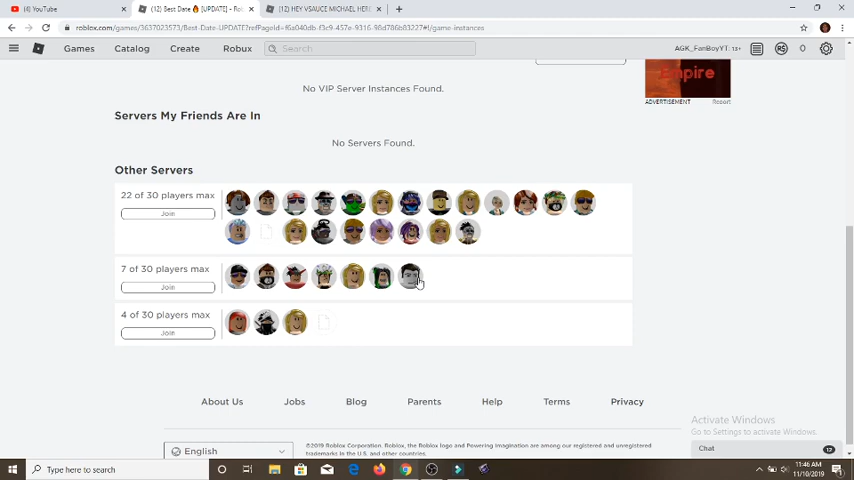 (4) YouTube
(12) Best Date 🔥 [UPDATE] - Ro
(12) HEY VSAUCE MICHAEL HER
roblox.com/games/3637023573/Best-Date-UPDATE?refPageId=f6a040db-f3c9-457e-9316-98d786b83227#!/game-instances
Games
Catalog
Create
Robux
Search
AGK_FanBoyYT: 13+
0
No VIP Server Instances Found.
Empire
ADVERTISEMENT
Report
Servers My Friends Are In
No Servers Found.
Other Servers
22 of 30 players max
Join
7 of 30 players max
Join
4 of 30 players max
Join
About Us
Jobs
Blog
Parents
Help
Terms
Privacy
Activate Windows
Go to Settings to activate Windows.
English
©2019 Roblox Corporation. Roblox, the Roblox logo and Powering Imagination are among our registered and unregistered
trademarks in the U.S. and other countries.
Chat
12
Type here to search
11:46 AM
11/10/2019